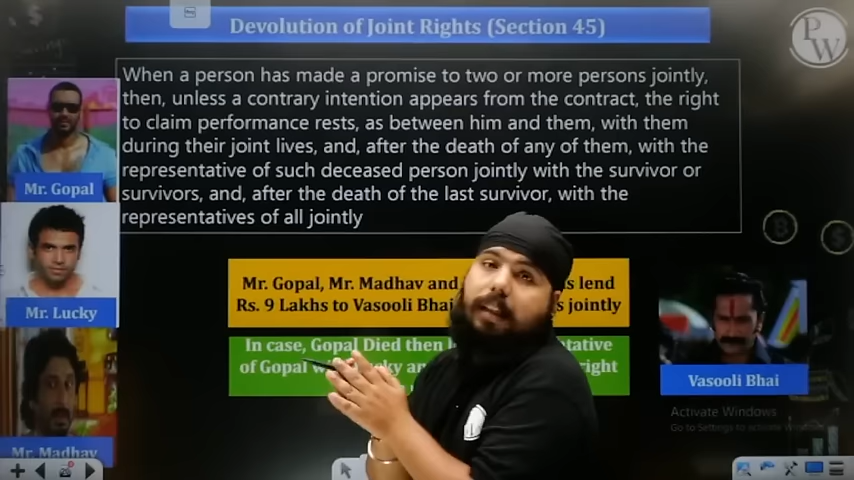 Devolution of Joint Rights (Section 45)
PW
When a person has made a promise to two or more persons jointly,
then, unless a contrary intention appears from the contract, the right
to claim performance rests, as between him and them, with them
during their joint lives, and, after the death of any of them, with the
representative of such deceased person jointly with the survivor or
survivors, and, after the death of the last survivor, with the
representatives of all jointly
Mr. Gopal
Mr. Lucky
Mr. Madhav
Mr. Gopal, Mr. Madhav and lend
Rs. 9 Lakhs to Vasooli Bhai jointly
In case, Gopal Died then
of Gopal right
Vasooli Bhai
Activate Windows
Go to Settings to activate Windows